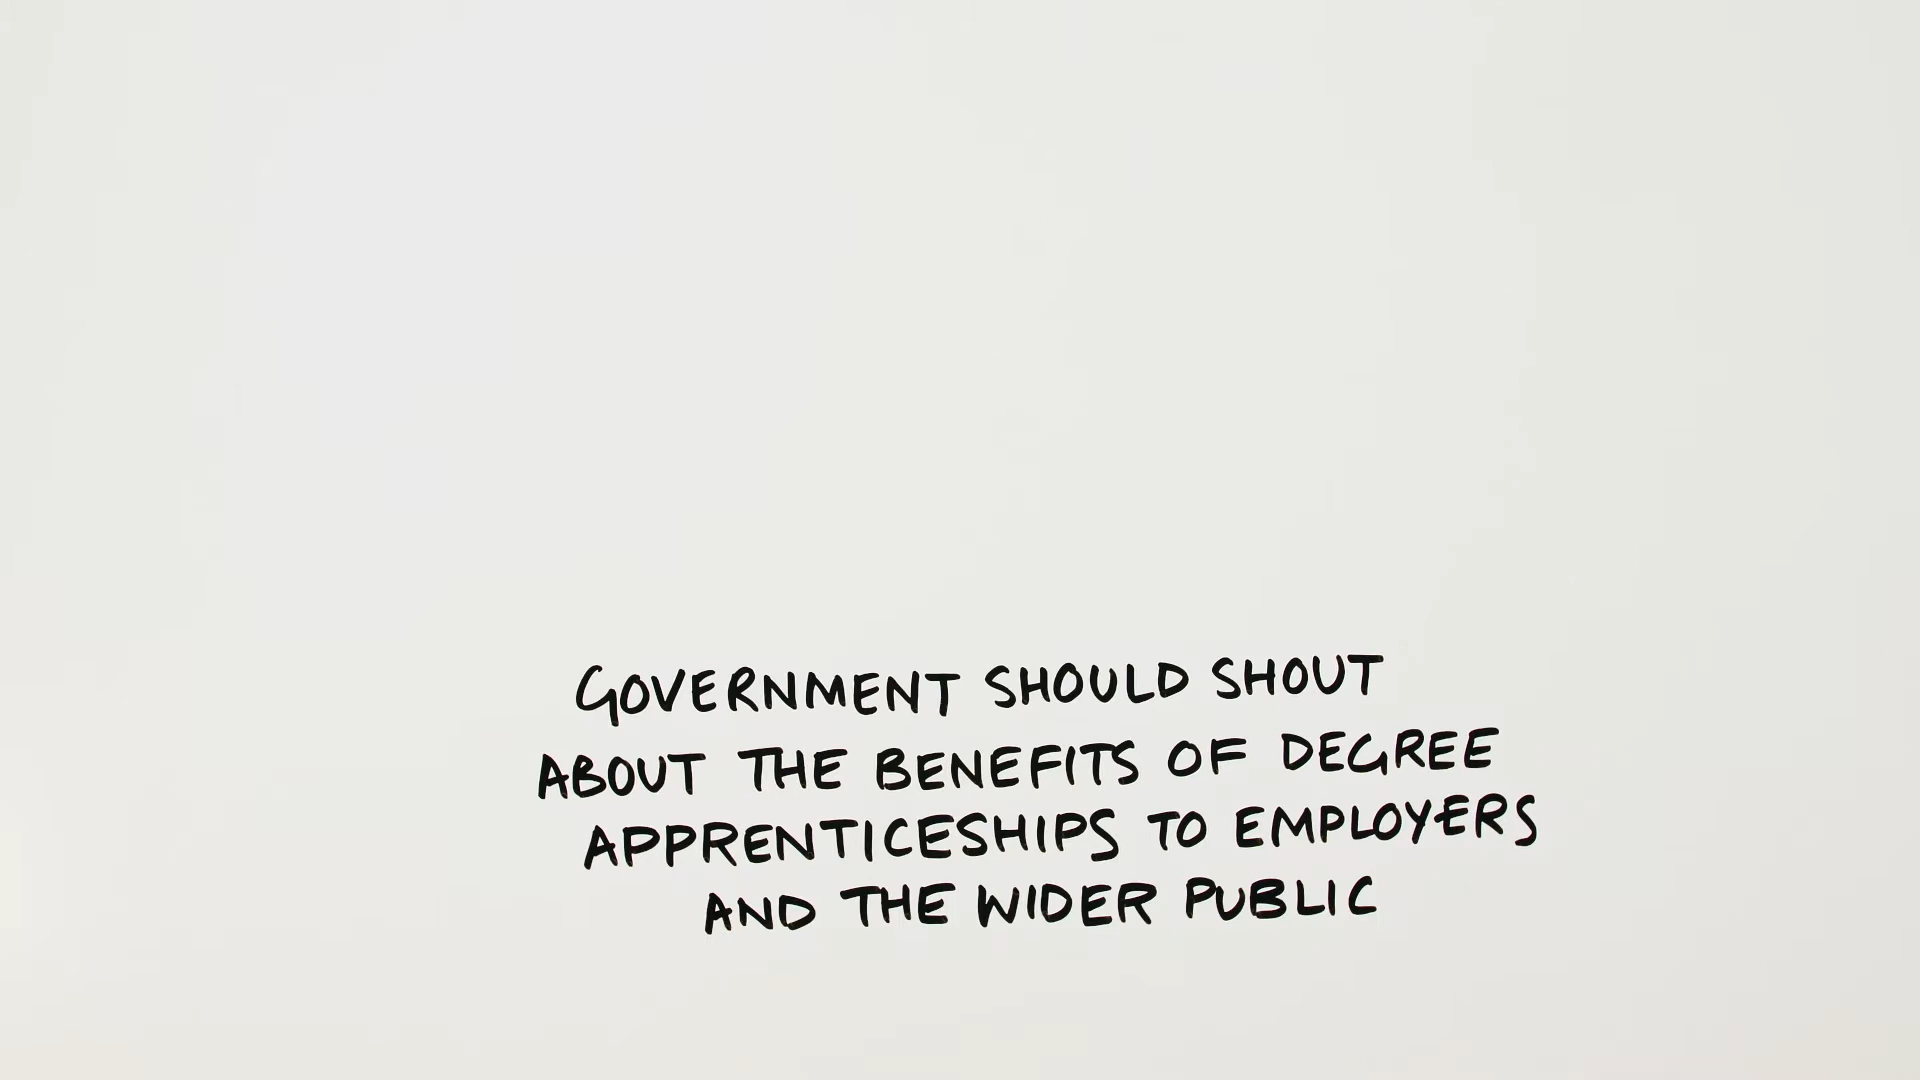 GOVERNMENT SHOULD SHOUT
ABOUT THE BENEFITS OF DEGREE
APPRENTICESHIPS TO EMPLOYERS
AND THE WIDER PUBLIC